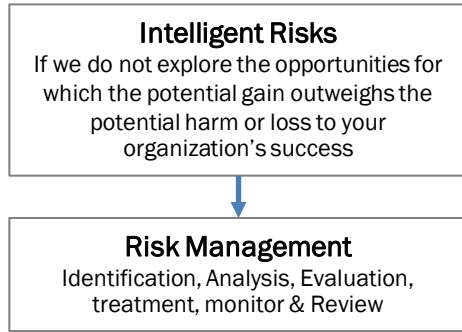 Intelligent Risks
If we do not explore the opportunities for
which the potential gain outweighs the
potential harm or loss to your
organization's success
Risk Management
Identification, Analysis, Evaluation,
treatment, monitor & Review